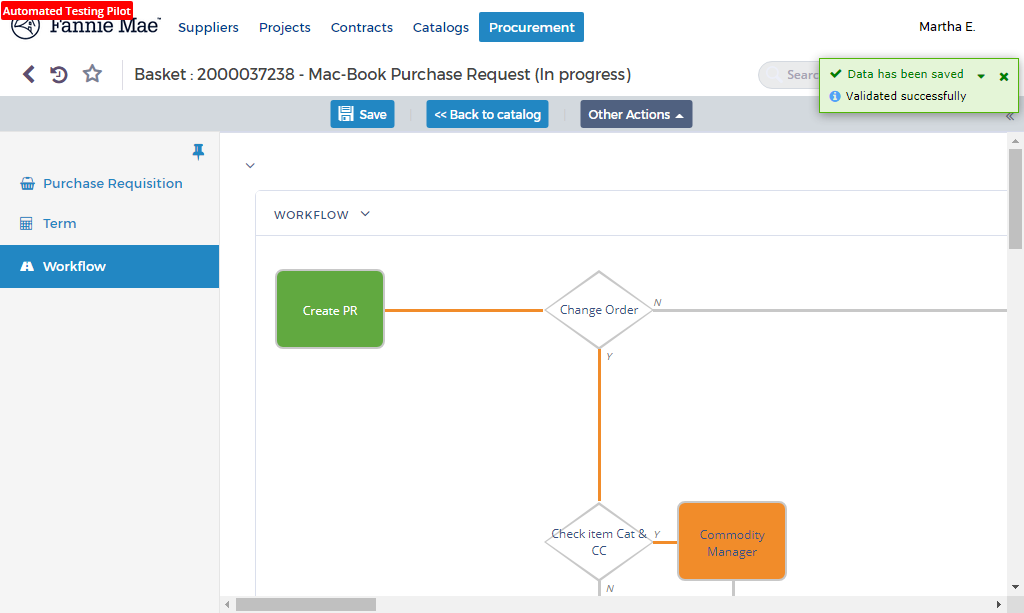 Automated Testing Pilot
Fannie Mae™
Suppliers
Projects
Contracts
Catalogs
Procurement
Martha E.
Basket : 2000037238 - Mac-Book Purchase Request (In progress)
Searc
Data has been saved
Validated successfully
Save
<< Back to catalog
Other Actions
Purchase Requisition
Term
Workflow
WORKFLOW
Create PR
Change Order
N
Y
Check item Cat &
CC
Y
Commodity
Manager
N